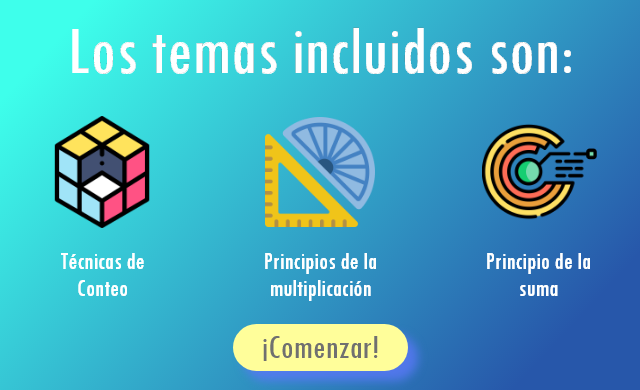 Los temas incluidos son:
Técnicas de
Conteo
Principios de la
multiplicación
Principio de la
suma
¡Comenzar!